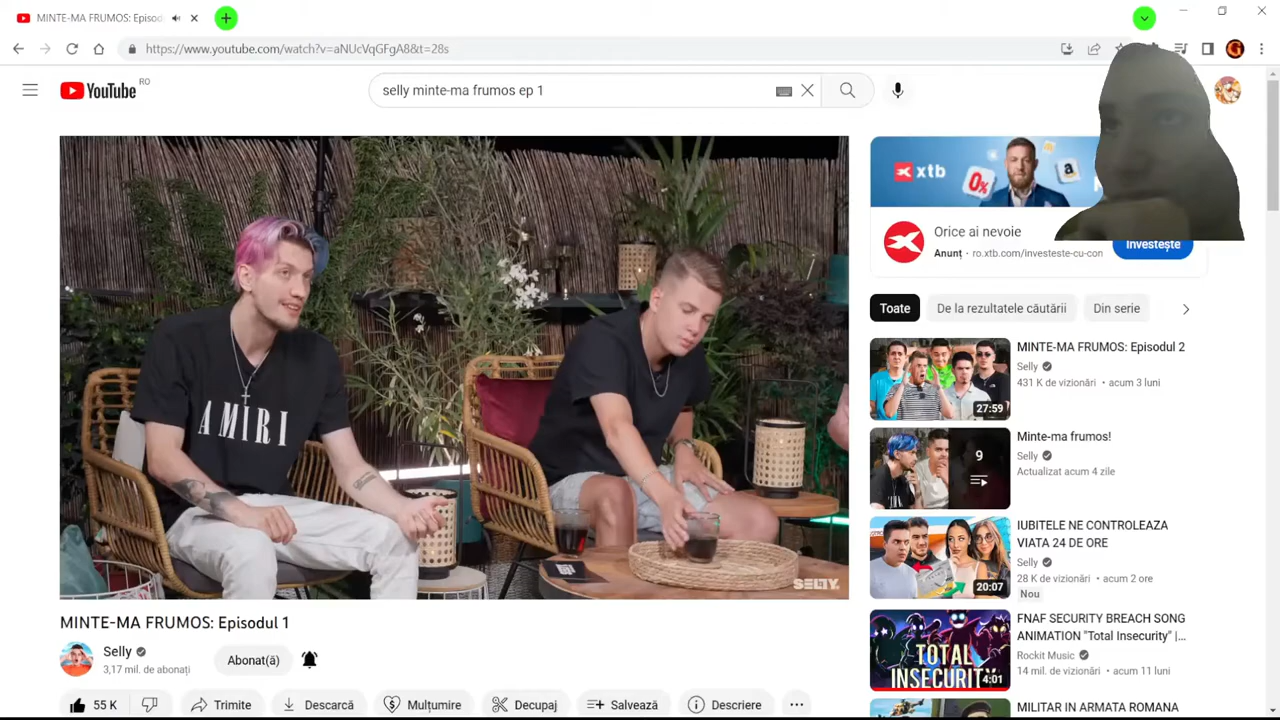 MINTE-MA FRUMOS: Episod
https://www.youtube.com/watch?v=aNUcVqGFgA8&t=28s
YouTube RO
selly minte-ma frumos ep 1
AMIRI
SELLY.
MINTE-MA FRUMOS: Episodul 1
Selly
3,17 mil. de abonați
Abonat(ă)
55 K
Trimite
Descarcă
Mulțumire
Decupaj
Salvează
Descriere
xtb
0%
a
Orice ai nevoie
Anunț · ro.xtb.com/investeste-cu-con
Investește
Toate
De la rezultatele căutării
Din serie
27:59
MINTE-MA FRUMOS: Episodul 2
Selly
431 K de vizionări • acum 3 luni
9
Minte-ma frumos!
Selly
Actualizat acum 4 zile
20:07
IUBITELE NE CONTROLEAZA
VIATA 24 DE ORE
Selly
28 K de vizionări • acum 2 ore
Nou
TOTAL
INSECURITY
4:01
FNAF SECURITY BREACH SONG
ANIMATION "Total Insecurity" |...
Rockit Music
14 mil. de vizionări • acum 11 luni
MILITAR IN ARMATA ROMANA